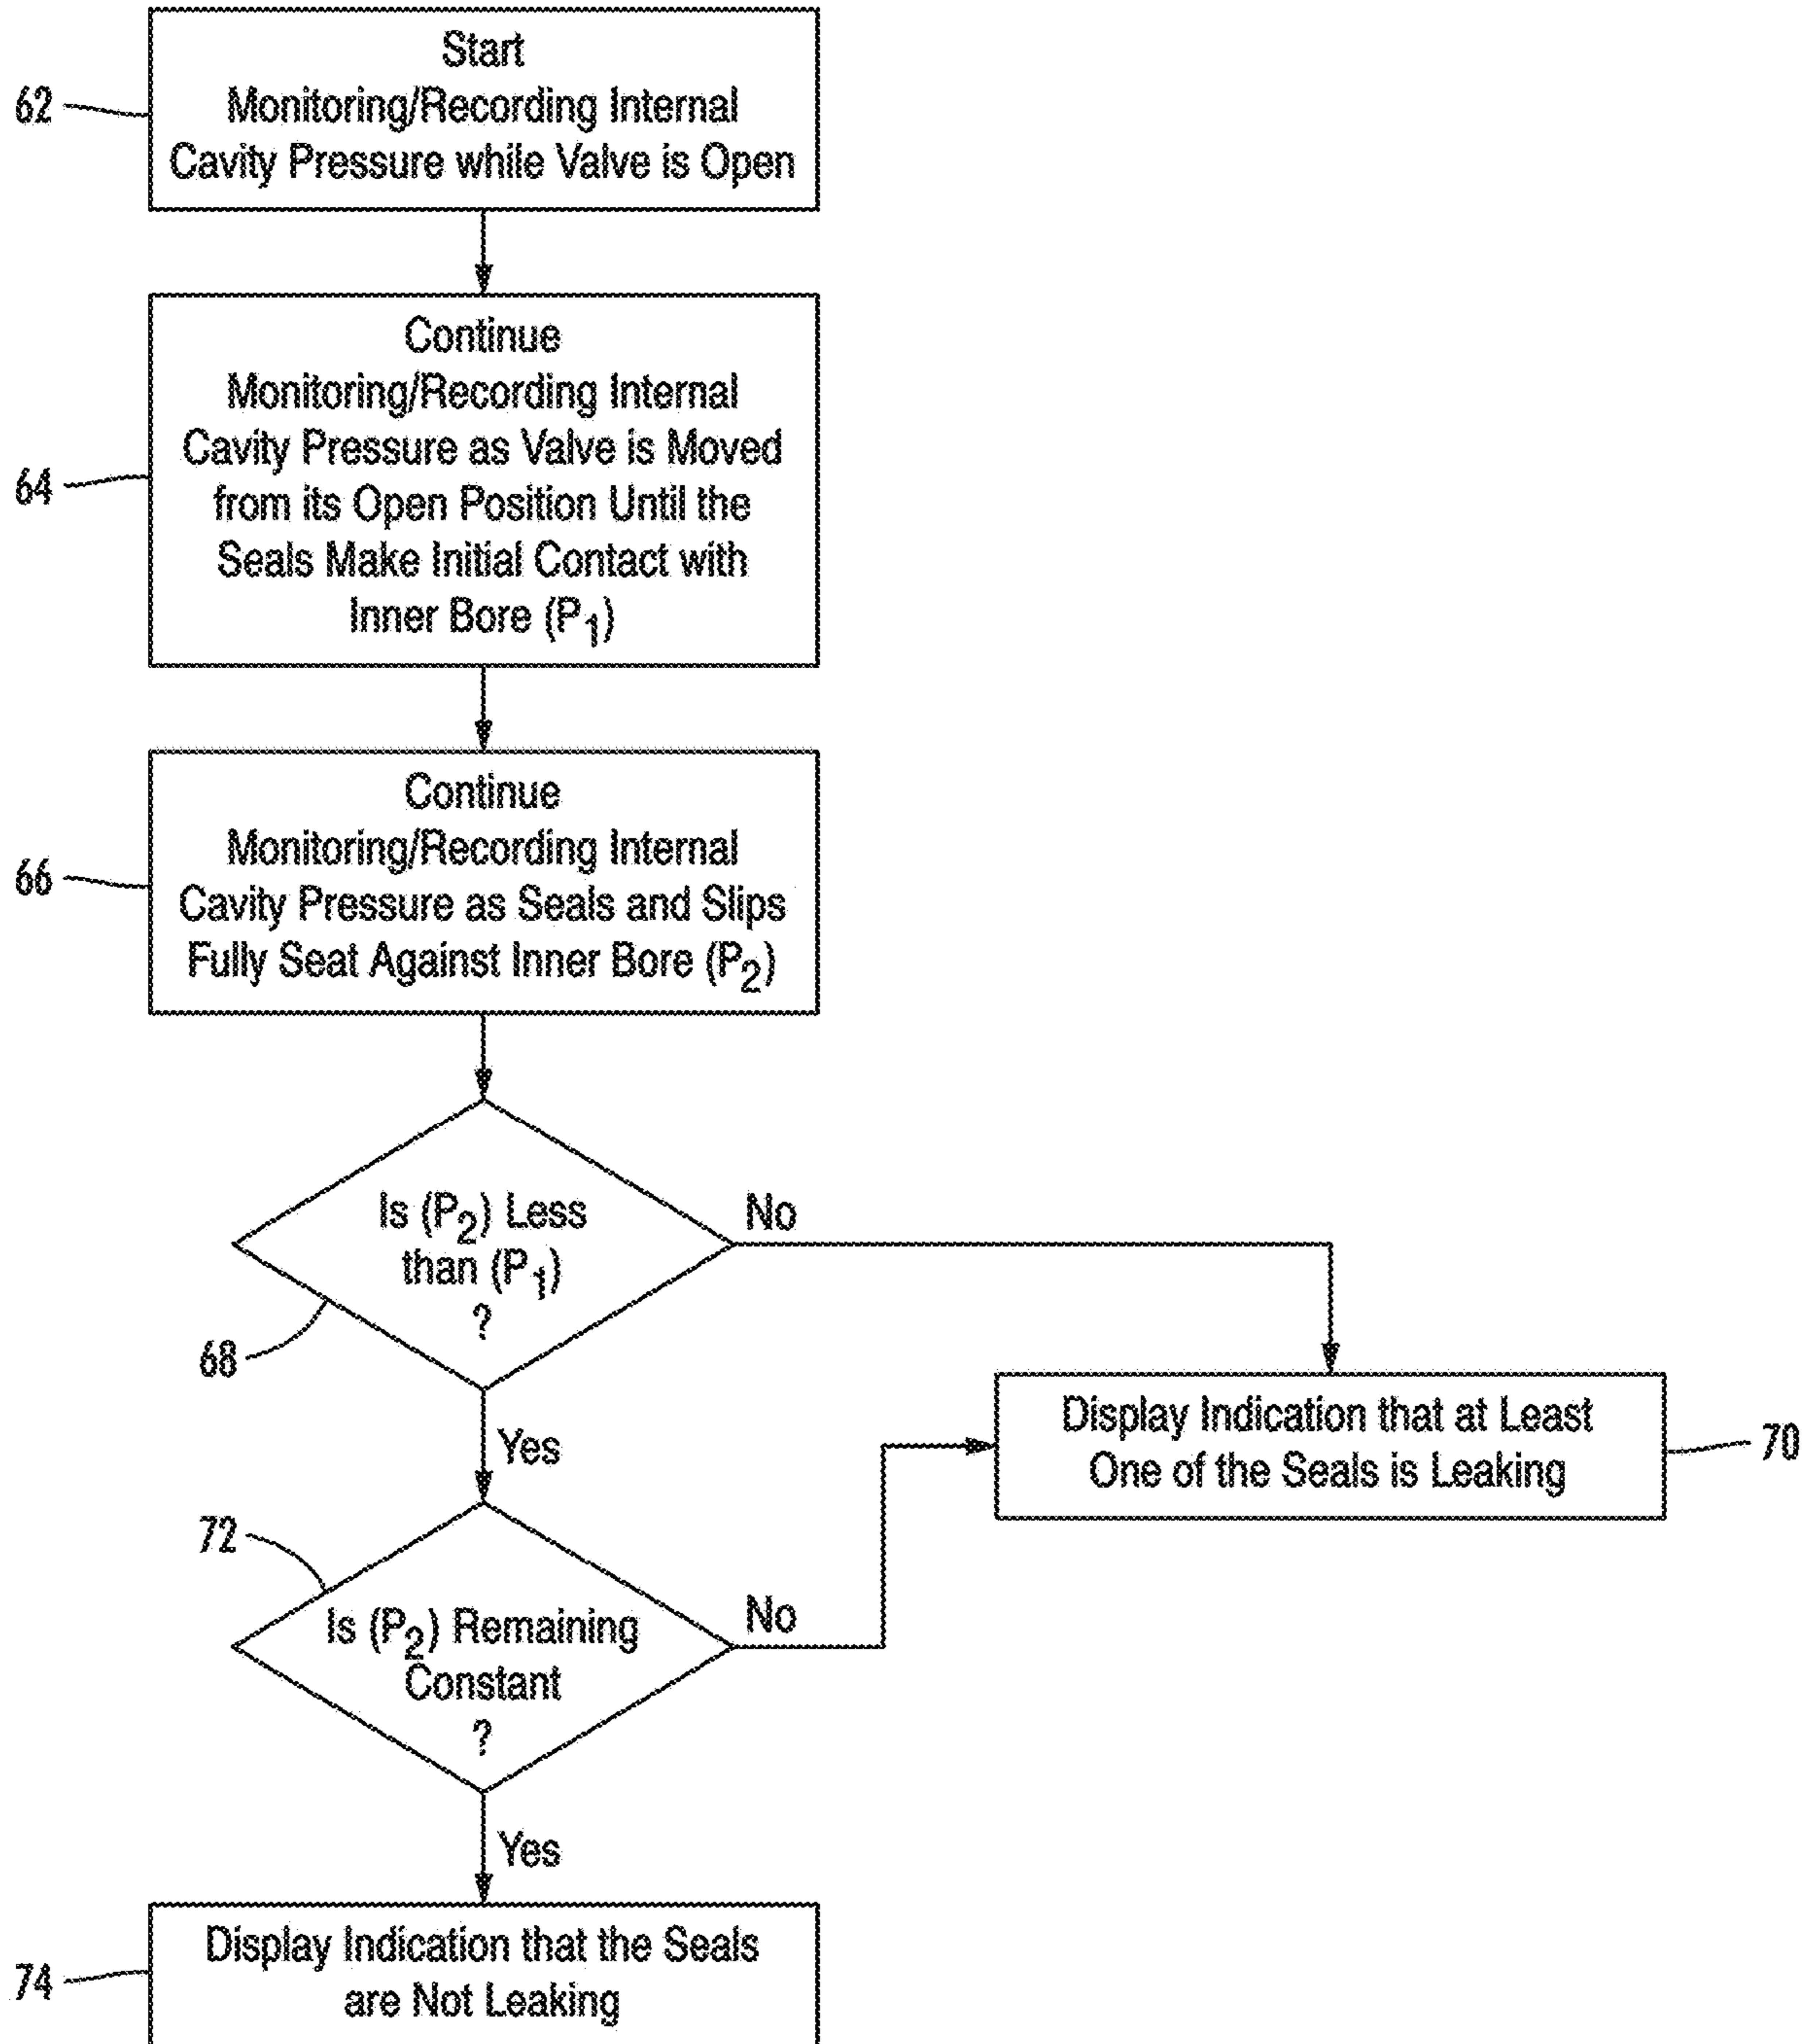 Start
Monitoring/Recording Internal
Cavity Pressure while Valve is Open
62
Continue
Monitoring/Recording Internal
Cavity Pressure as Valve is Moved
from its Open Position Until the
Seals Make Initial Contact with
Inner Bore (P₁)
64
Continue
Monitoring/Recording Internal
Cavity Pressure as Seals and Slips
Fully Seat Against Inner Bore (P₂)
66
Is (P₂) Less
than (P₁)
?
68
No
Yes
Display Indication that at Least
One of the Seals is Leaking
70
72
Is (P₂) Remaining
Constant
?
No
Yes
Display Indication that the Seals
are Not Leaking
74